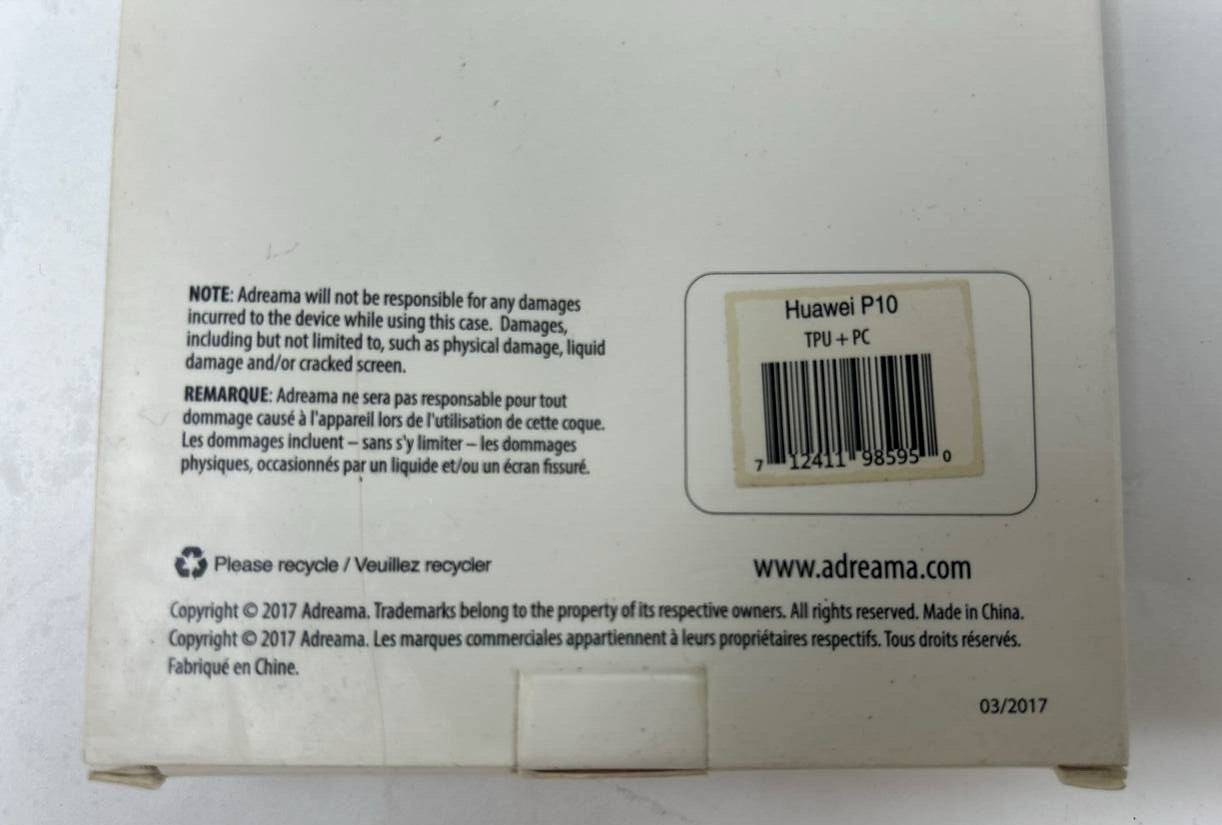 NOTE: Adreama will not be responsible for any damages
incurred to the device while using this case. Damages,
including but not limited to, such as physical damage, liquid
damage and/or cracked screen.
REMARQUE: Adreama ne sera pas responsable pour tout
dommage causé à l'appareil lors de l'utilisation de cette coque.
Les dommages incluent – sans s'y limiter – les dommages
physiques, occasionnés par un liquide et/ou un écran fissuré.
Huawei P10
TPU + PC
7 12411 98595 0
Please recycle / Veuillez recycler
www.adreama.com
Copyright © 2017 Adreama. Trademarks belong to the property of its respective owners. All rights reserved. Made in China.
Copyright © 2017 Adreama. Les marques commerciales appartiennent à leurs propriétaires respectifs. Tous droits réservés.
Fabriqué en Chine.
03/2017